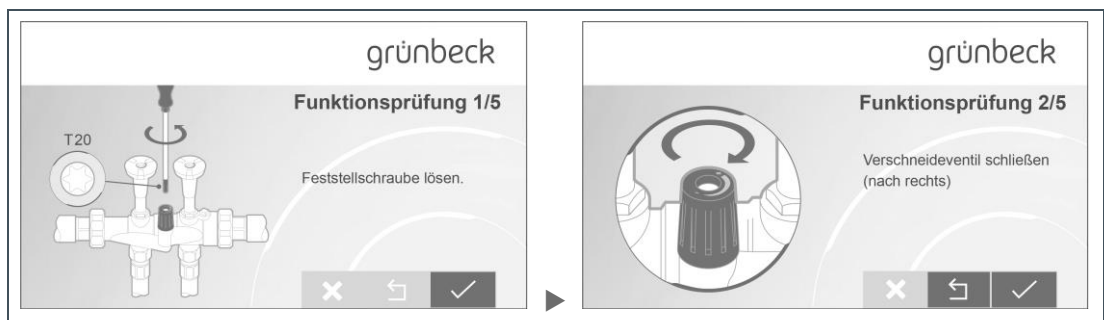 grünbeck
Funktionsprüfung 1/5
T20
Feststellschraube lösen.
grünbeck
Funktionsprüfung 2/5
Verschneideventil schließen
(nach rechts)